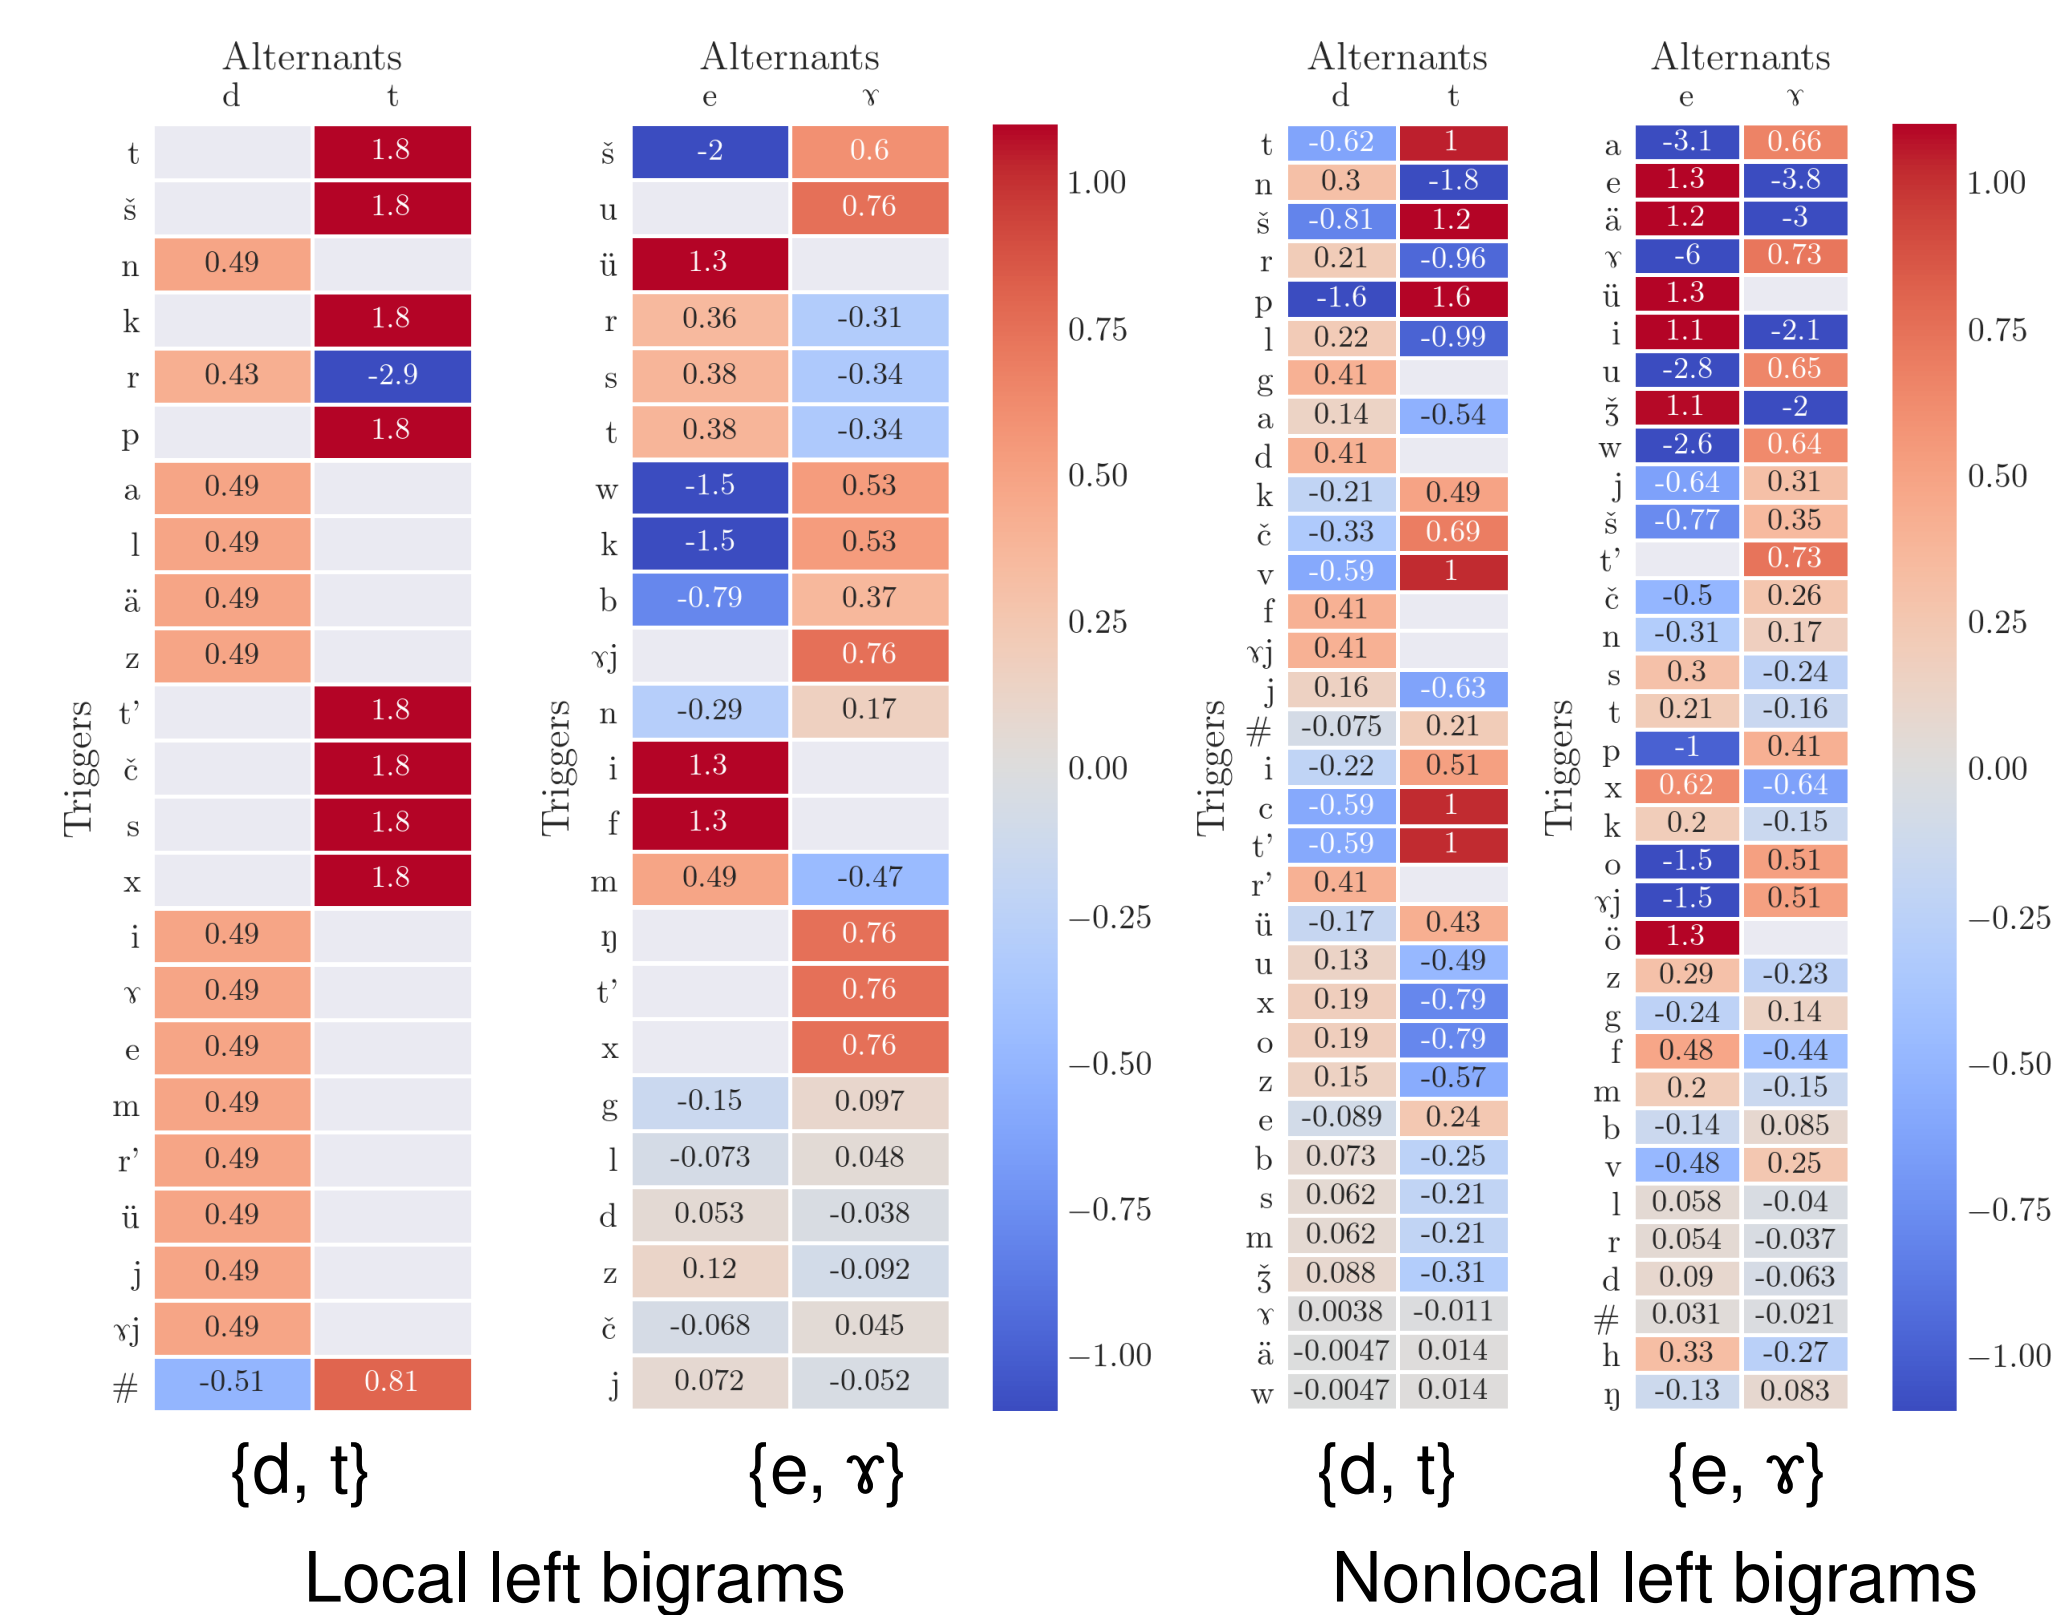 Alternants
d t
t 1.8
š 1.8
n 0.49
k 1.8
r 0.43 -2.9
p 1.8
a 0.49
l 0.49
ä 0.49
z 0.49
t’ 1.8
č 1.8
s 1.8
x 1.8
i 0.49
ɤ 0.49
e 0.49
m 0.49
r’ 0.49
ü 0.49
j 0.49
ɤj 0.49
# -0.51 0.81
Triggers
{d, t}
Alternants
e ɤ
š -2 0.6
u 0.76
ü 1.3
r 0.36 -0.31
s 0.38 -0.34
t 0.38 -0.34
w -1.5 0.53
k -1.5 0.53
b -0.79 0.37
ɤj 0.76
n -0.29 0.17
i 1.3
f 1.3
m 0.49 -0.47
ŋ 0.76
t’ 0.76
x 0.76
g -0.15 0.097
l -0.073 0.048
d 0.053 -0.038
z 0.12 -0.092
č -0.068 0.045
j 0.072 -0.052
Triggers
{e, ɤ}
1.00
0.75
0.50
0.25
0.00
−0.25
−0.50
−0.75
−1.00
Local left bigrams
Alternants
d t
t -0.62 1
n 0.3 -1.8
š -0.81 1.2
r 0.21 -0.96
p -1.6 1.6
l 0.22 -0.99
g 0.41
a 0.14 -0.54
d 0.41
k -0.21 0.49
č -0.33 0.69
v -0.59 1
f 0.41
ɤj 0.41
j 0.16 -0.63
# -0.075 0.21
i -0.22 0.51
c -0.59 1
t’ -0.59 1
r’ 0.41
ü -0.17 0.43
u 0.13 -0.49
x 0.19 -0.79
o 0.19 -0.79
z 0.15 -0.57
e -0.089 0.24
b 0.073 -0.25
s 0.062 -0.21
m 0.062 -0.21
ǯ 0.088 -0.31
ɤ 0.0038 -0.011
ä -0.0047 0.014
w -0.0047 0.014
Triggers
{d, t}
Alternants
e ɤ
a -3.1 0.66
e 1.3 -3.8
ä 1.2 -3
ɤ -6 0.73
ü 1.3
i 1.1 -2.1
u -2.8 0.65
ǯ 1.1 -2
w -2.6 0.64
j -0.64 0.31
š -0.77 0.35
t’ 0.73
č -0.5 0.26
n -0.31 0.17
s 0.3 -0.24
t 0.21 -0.16
p -1 0.41
x 0.62 -0.64
k 0.2 -0.15
o -1.5 0.51
ɤj -1.5 0.51
ö 1.3
z 0.29 -0.23
g -0.24 0.14
f 0.48 -0.44
m 0.2 -0.15
b -0.14 0.085
v -0.48 0.25
l 0.058 -0.04
r 0.054 -0.037
d 0.09 -0.063
# 0.031 -0.021
h 0.33 -0.27
ŋ -0.13 0.083
Triggers
{e, ɤ}
1.00
0.75
0.50
0.25
0.00
−0.25
−0.50
−0.75
−1.00
Nonlocal left bigrams